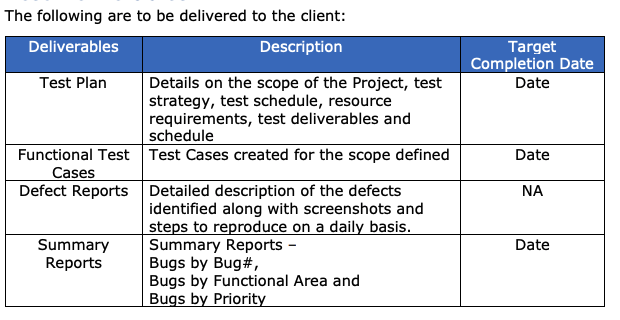 The following are to be delivered to the client:
Deliverables Description Target
Completion Date
Test Plan Details on the scope of the Project, test Date
strategy, test schedule, resource
requirements, test deliverables and
schedule
Functional Test Test Cases created for the scope defined Date
Cases
Defect Reports Detailed description of the defects NA
identified along with screenshots and
steps to reproduce on a daily basis.
Summary Summary Reports – Date
Reports Bugs by Bug#,
Bugs by Functional Area and
Bugs by Priority